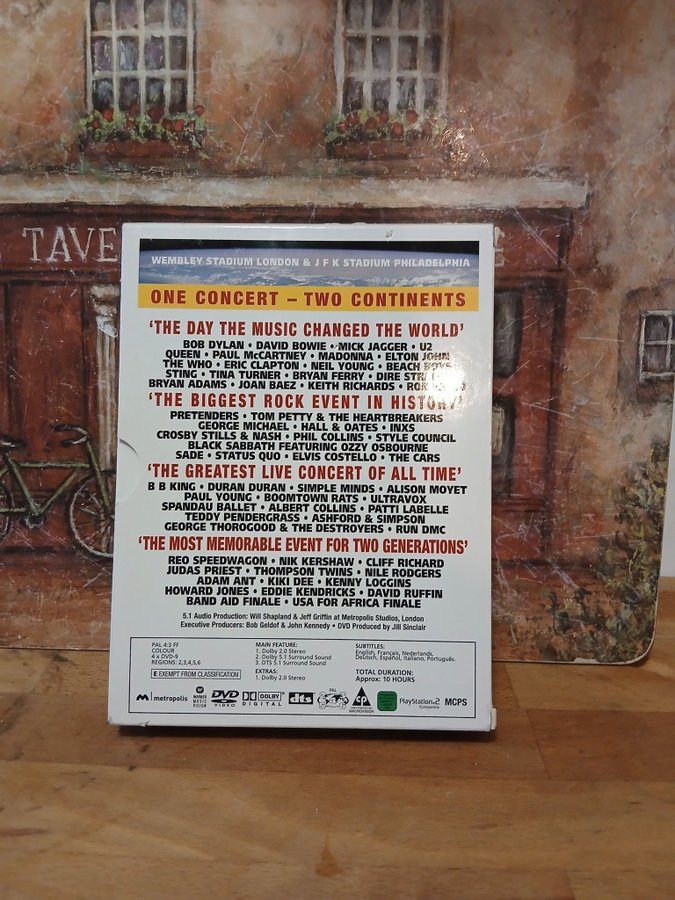 TAVE
WEMBLEY STADIUM LONDON & J F K STADIUM PHILADELPHIA
ONE CONCERT – TWO CONTINENTS
'THE DAY THE MUSIC CHANGED THE WORLD'
BOB DYLAN • DAVID BOWIE • MICK JAGGER • U2
QUEEN • PAUL McCARTNEY • MADONNA • ELTON JOHN
THE WHO • ERIC CLAPTON • NEIL YOUNG • BEACH BOYS
STING • TINA TURNER • BRYAN FERRY • DIRE
BRYAN ADAMS • JOAN BAEZ • KEITH RICHARDS •
'THE BIGGEST ROCK EVENT IN HISTORY'
PRETENDERS • TOM PETTY & THE HEARTBREAKERS
GEORGE MICHAEL • HALL & OATES • INXS
CROSBY STILLS & NASH • PHIL COLLINS • STYLE COUNCIL
BLACK SABBATH FEATURING OZZY OSBOURNE
SADE • STATUS QUO • ELVIS COSTELLO • THE CARS
'THE GREATEST LIVE CONCERT OF ALL TIME'
B B KING • DURAN DURAN • SIMPLE MINDS • ALISON MOYET
PAUL YOUNG • BOOMTOWN RATS • ULTRAVOX
SPANDAU BALLET • ALBERT COLLINS • PATTI LABELLE
TEDDY PENDERGRASS • ASHFORD & SIMPSON
GEORGE THOROGOOD & THE DESTROYERS • RUN DMC
'THE MOST MEMORABLE EVENT FOR TWO GENERATIONS'
REO SPEEDWAGON • NIK KERSHAW • CLIFF RICHARD
JUDAS PRIEST • THOMPSON TWINS • NILE RODGERS
ADAM ANT • KIKI DEE • KENNY LOGGINS
HOWARD JONES • EDDIE KENDRICKS • DAVID RUFFIN
BAND AID FINALE • USA FOR AFRICA FINALE
5.1 Audio Production: Will Shapland & Jeff Griffin at Metropolis Studios, London
Executive Producers: Bob Geldof & John Kennedy • DVD Produced by Jill Sinclair
PAL 4:3 FF
COLOUR
4 x DVD-9
REGIONS: 2,3,4,5,6
E EXEMPT FROM CLASSIFICATION
MAIN FEATURE:
1. Dolby 2.0 Stereo
2. Dolby 5.1 Surround Sound
3. DTS 5.1 Surround Sound
EXTRAS:
1. Dolby 2.0 Stereo
SUBTITLES:
English, Français, Nederlands,
Deutsch, Español, Italiano, Português.
TOTAL DURATION:
Approx: 10 HOURS
metropolis
WARNER MUSIC VISION
DVD VIDEO
DOLBY DIGITAL
dts
PAL
MACROVISION
PlayStation 2
Compatible
MCPS